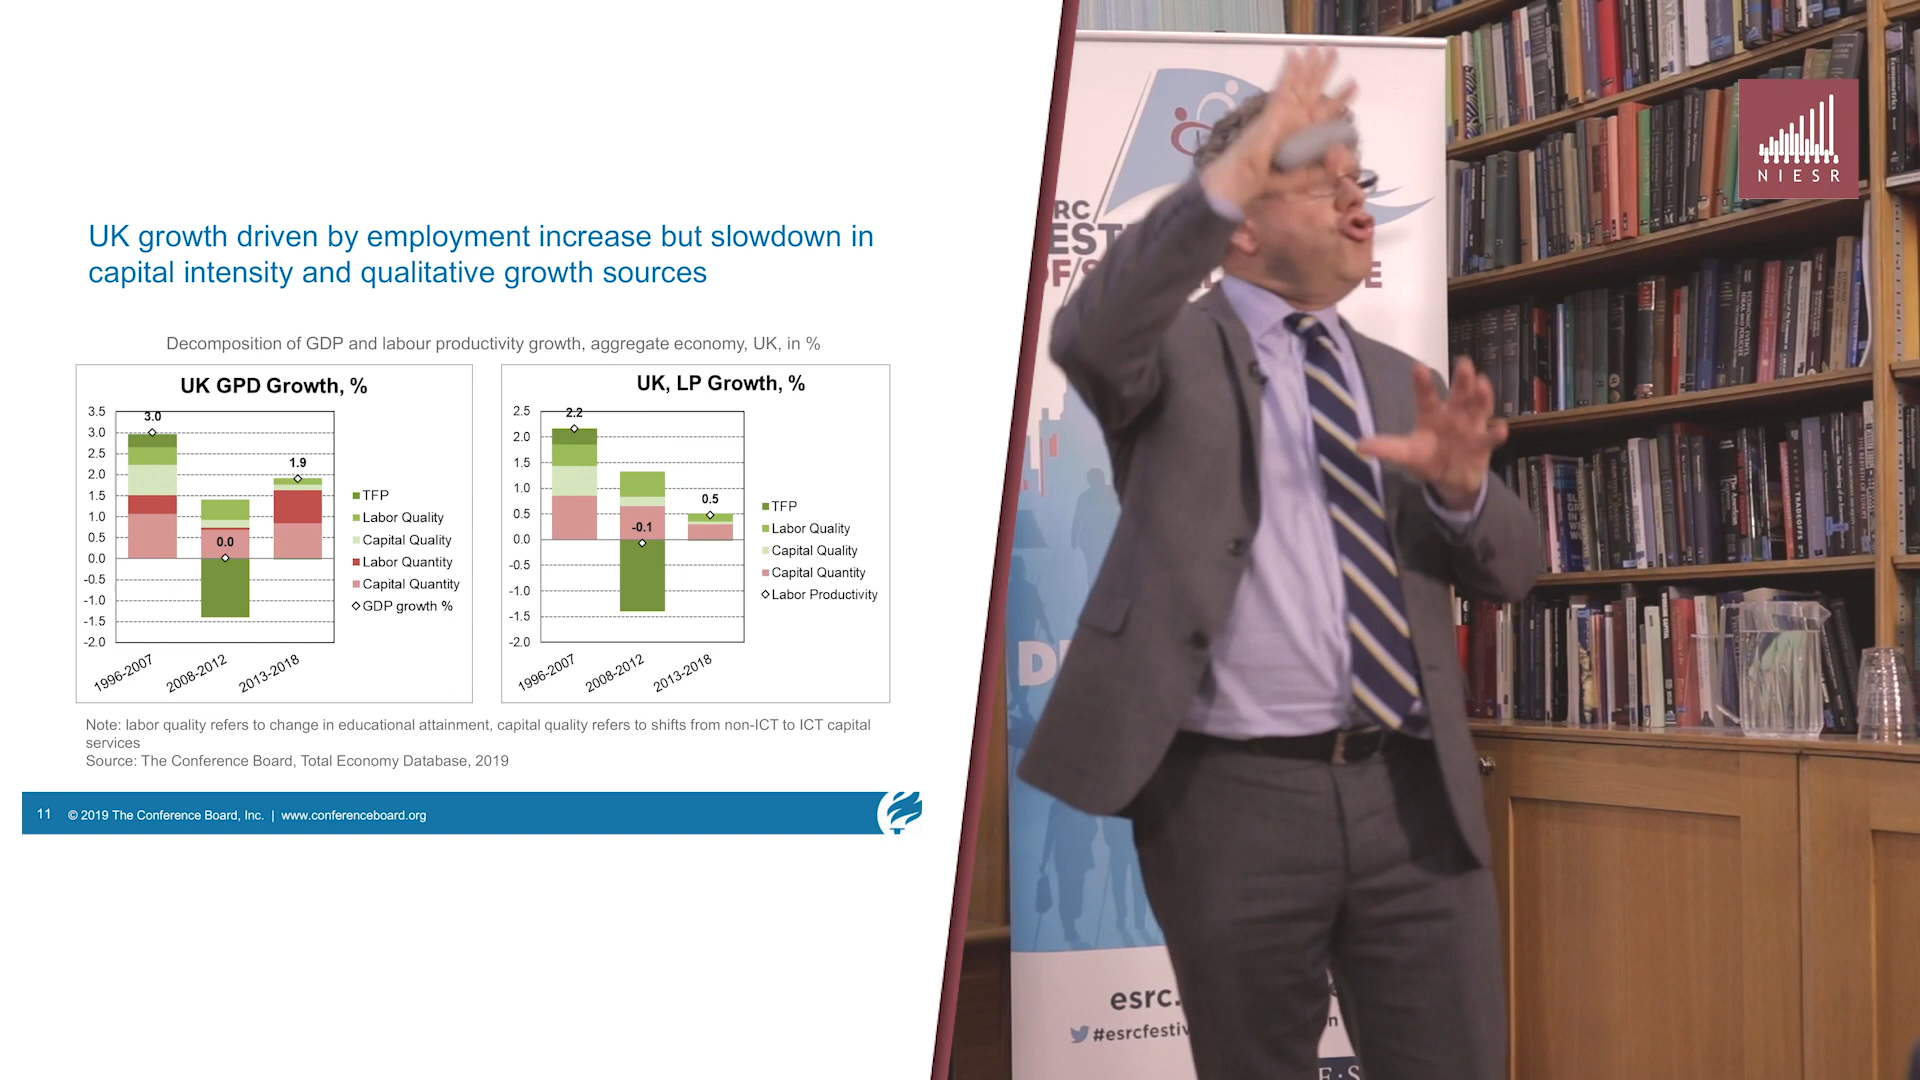 UK growth driven by employment increase but slowdown in
capital intensity and qualitative growth sources
Decomposition of GDP and labour productivity growth, aggregate economy, UK, in %
UK GPD Growth, %
3.5
3.0
2.5
2.0
1.5
1.0
0.5
0.0
-0.5
-1.0
-1.5
-2.0
3.0
0.0
1.9
1996-2007
2008-2012
2013-2018
TFP
Labor Quality
Capital Quality
Labor Quantity
Capital Quantity
GDP growth %
UK, LP Growth, %
2.5
2.0
1.5
1.0
0.5
0.0
-0.5
-1.0
-1.5
-2.0
2.2
-0.1
0.5
1996-2007
2008-2012
2013-2018
TFP
Labor Quality
Capital Quality
Capital Quantity
Labor Productivity
Note: labor quality refers to change in educational attainment, capital quality refers to shifts from non-ICT to ICT capital
services
Source: The Conference Board, Total Economy Database, 2019
11 © 2019 The Conference Board, Inc. | www.conferenceboard.org
NIESR
esrc.
#esrcfestiv